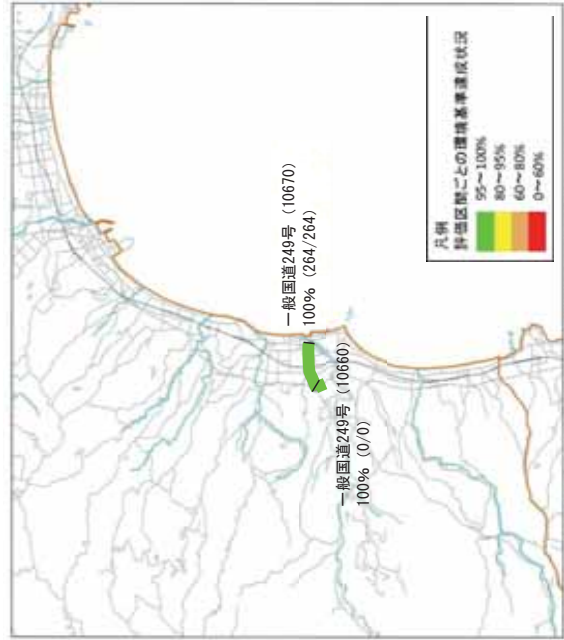 一般国道249号（10670）
100%（264/264）
一般国道249号（10660）
100%（0/0）
凡例
評価区間ごとの環境基準達成状況
95～100%
80～95%
60～80%
0～60%